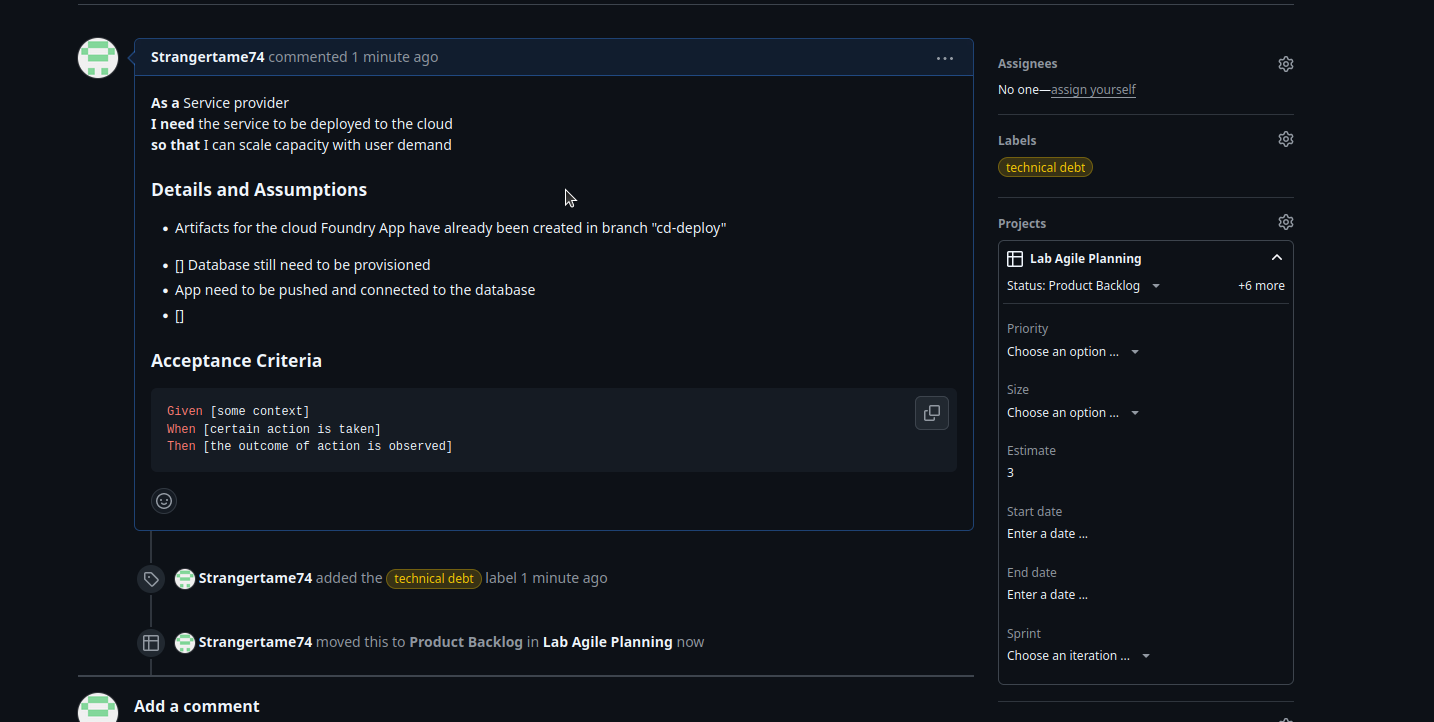 Strangertame74 commented 1 minute ago
As a Service provider
I need the service to be deployed to the cloud
so that I can scale capacity with user demand
Details and Assumptions
• Artifacts for the cloud Foundry App have already been created in branch "cd-deploy"
• [] Database still need to be provisioned
• App need to be pushed and connected to the database
• []
Acceptance Criteria
Given [some context]
When [certain action is taken]
Then [the outcome of action is observed]
Strangertame74 added the technical debt label 1 minute ago
Strangertame74 moved this to Product Backlog in Lab Agile Planning now
Add a comment
Assignees
No one—assign yourself
Labels
technical debt
Projects
Lab Agile Planning
Status: Product Backlog +6 more
Priority
Choose an option ...
Size
Choose an option ...
Estimate
3
Start date
Enter a date ...
End date
Enter a date ...
Sprint
Choose an iteration ...